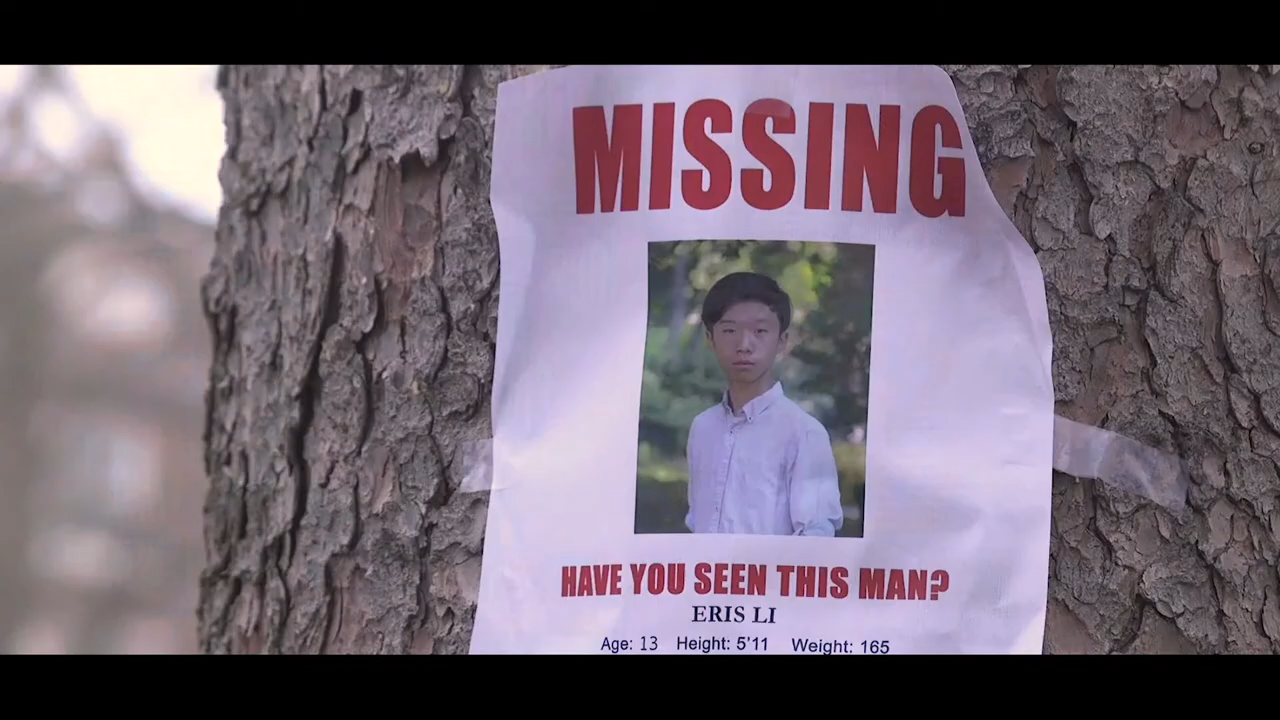 MISSING
HAVE YOU SEEN THIS MAN?
ERIS LI
Age: 13 Height: 5'11 Weight: 165